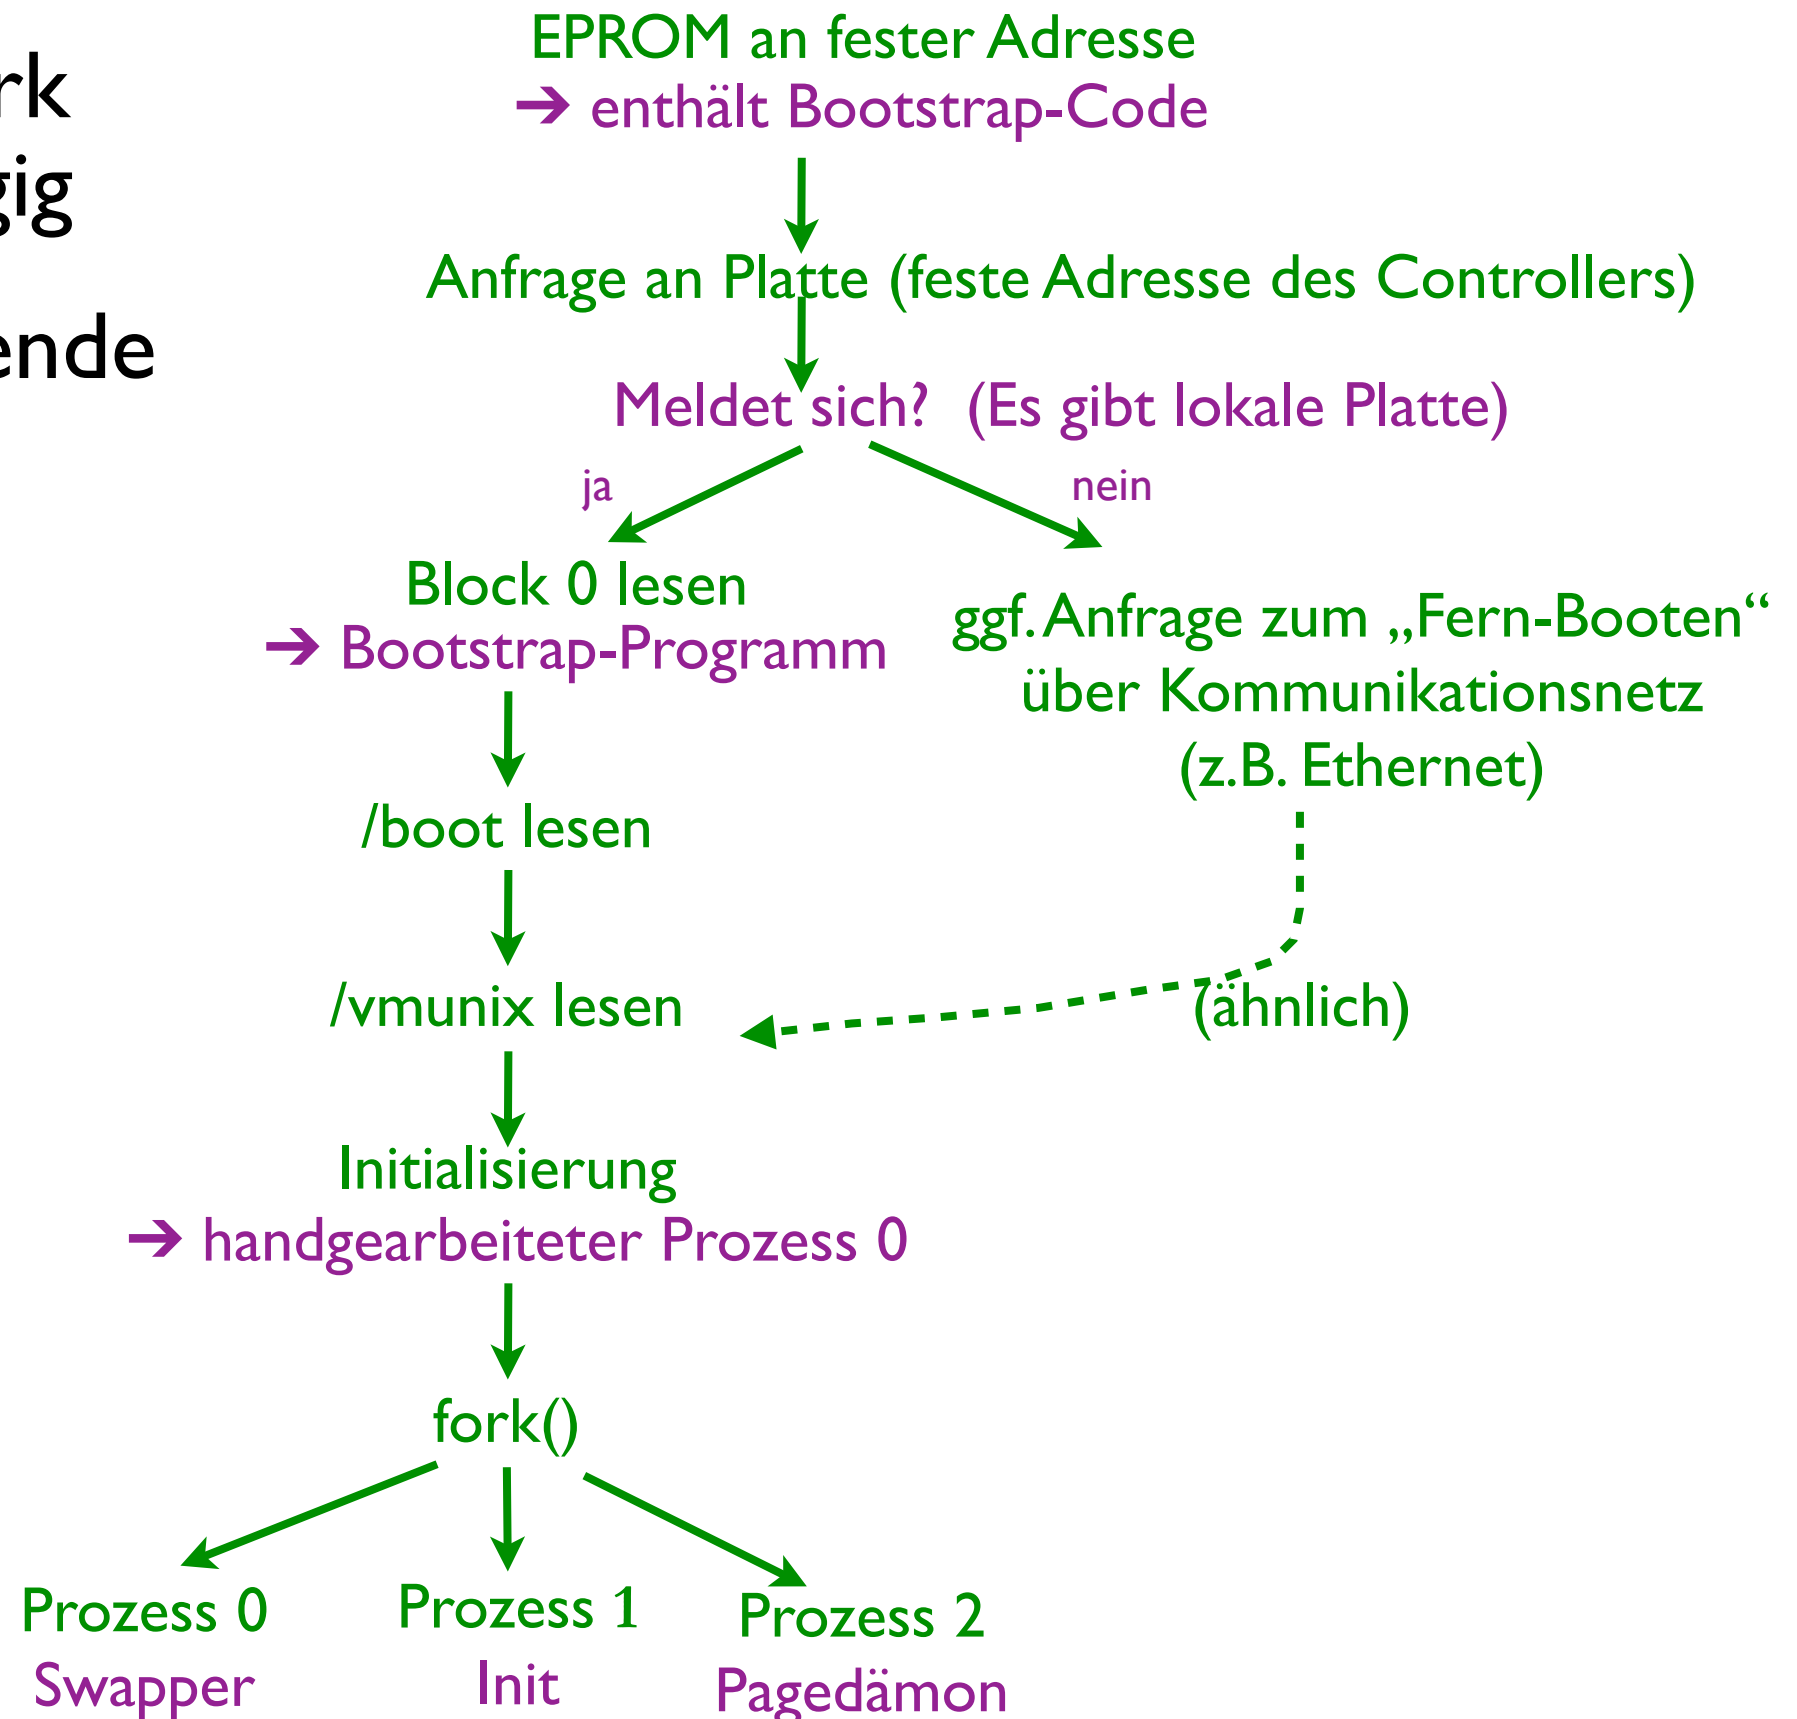 rk
gig
ende
EPROM an fester Adresse
➔ enthält Bootstrap-Code
Anfrage an Platte (feste Adresse des Controllers)
Meldet sich?  (Es gibt lokale Platte)
ja
nein
Block 0 lesen
➔ Bootstrap-Programm
ggf. Anfrage zum „Fern-Booten“
über Kommunikationsnetz
(z.B. Ethernet)
/boot lesen
/vmunix lesen
(ähnlich)
Initialisierung
➔ handgearbeiteter Prozess 0
fork()
Prozess 0
Swapper
Prozess 1
Init
Prozess 2
Pagedämon